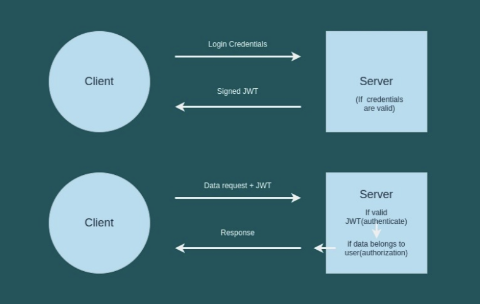 Login Credentials
Client
Server
Signed JWT
(If credentials
are valid)
Data request + JWT
Server
If valid
JWT(authenticate)
Client
Response
If data belongs to
user(authorization)